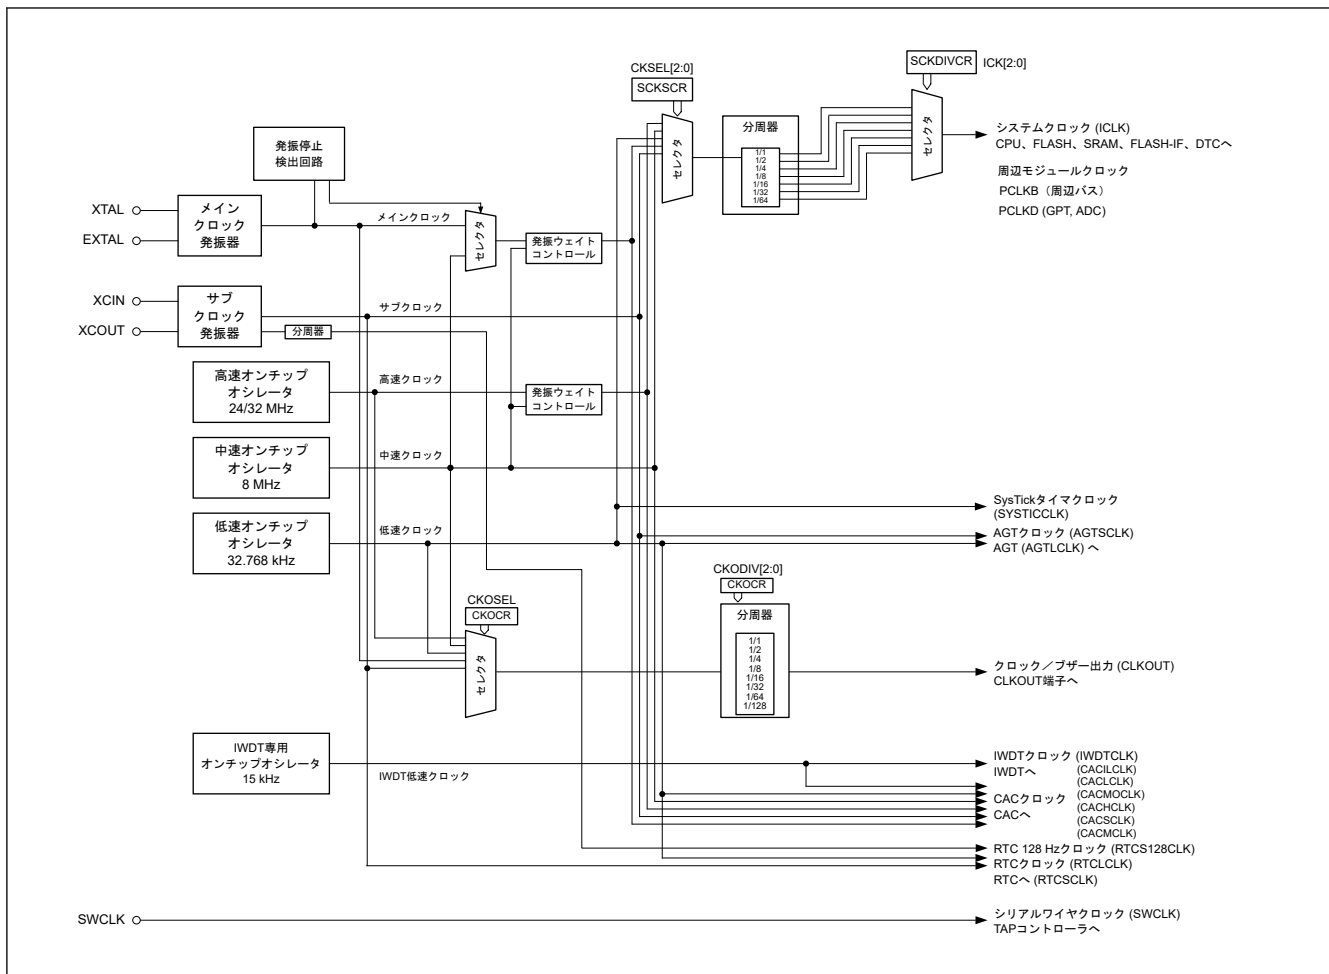 SCKDIVCR
ICK[2:0]
CKSEL[2:0]
SCKSCR
セレクタ
分周器
1/1
1/2
1/4
1/8
1/16
1/32
1/64
セレクタ
システムクロック (ICLK)
CPU、FLASH、SRAM、FLASH-IF、DTCへ
周辺モジュールクロック
PCLKB（周辺バス）
PCLKD (GPT, ADC)
発振停止
検出回路
XTAL
EXTAL
メイン
クロック
発振器
メインクロック
セレクタ
発振ウェイト
コントロール
XCIN
XCOUT
サブ
クロック
発振器
サブクロック
分周器
高速オンチップ
オシレータ
24/32 MHz
高速クロック
発振ウェイト
コントロール
中速オンチップ
オシレータ
8 MHz
中速クロック
低速オンチップ
オシレータ
32.768 kHz
低速クロック
SysTickタイマクロック
(SYSTICCLK)
AGTクロック (AGTSCLK)
AGT (AGTLCLK) へ
CKOSEL
CKOCR
セレクタ
CKODIV[2:0]
CKOCR
分周器
1/1
1/2
1/4
1/8
1/16
1/32
1/64
1/128
クロック／ブザー出力 (CLKOUT)
CLKOUT端子へ
IWDT専用
オンチップオシレータ
15 kHz
IWDT低速クロック
IWDTクロック (IWDTCLK)
IWDTへ
(CACILCLK)
(CACLCLK)
CACクロック
(CACMOCLK)
(CACHCLK)
CACへ
(CACSCLK)
(CACMCLK)
RTC 128 Hzクロック (RTCS128CLK)
RTCクロック (RTCLCLK)
RTCへ (RTCSCLK)
SWCLK
シリアルワイヤクロック (SWCLK)
TAPコントローラへ